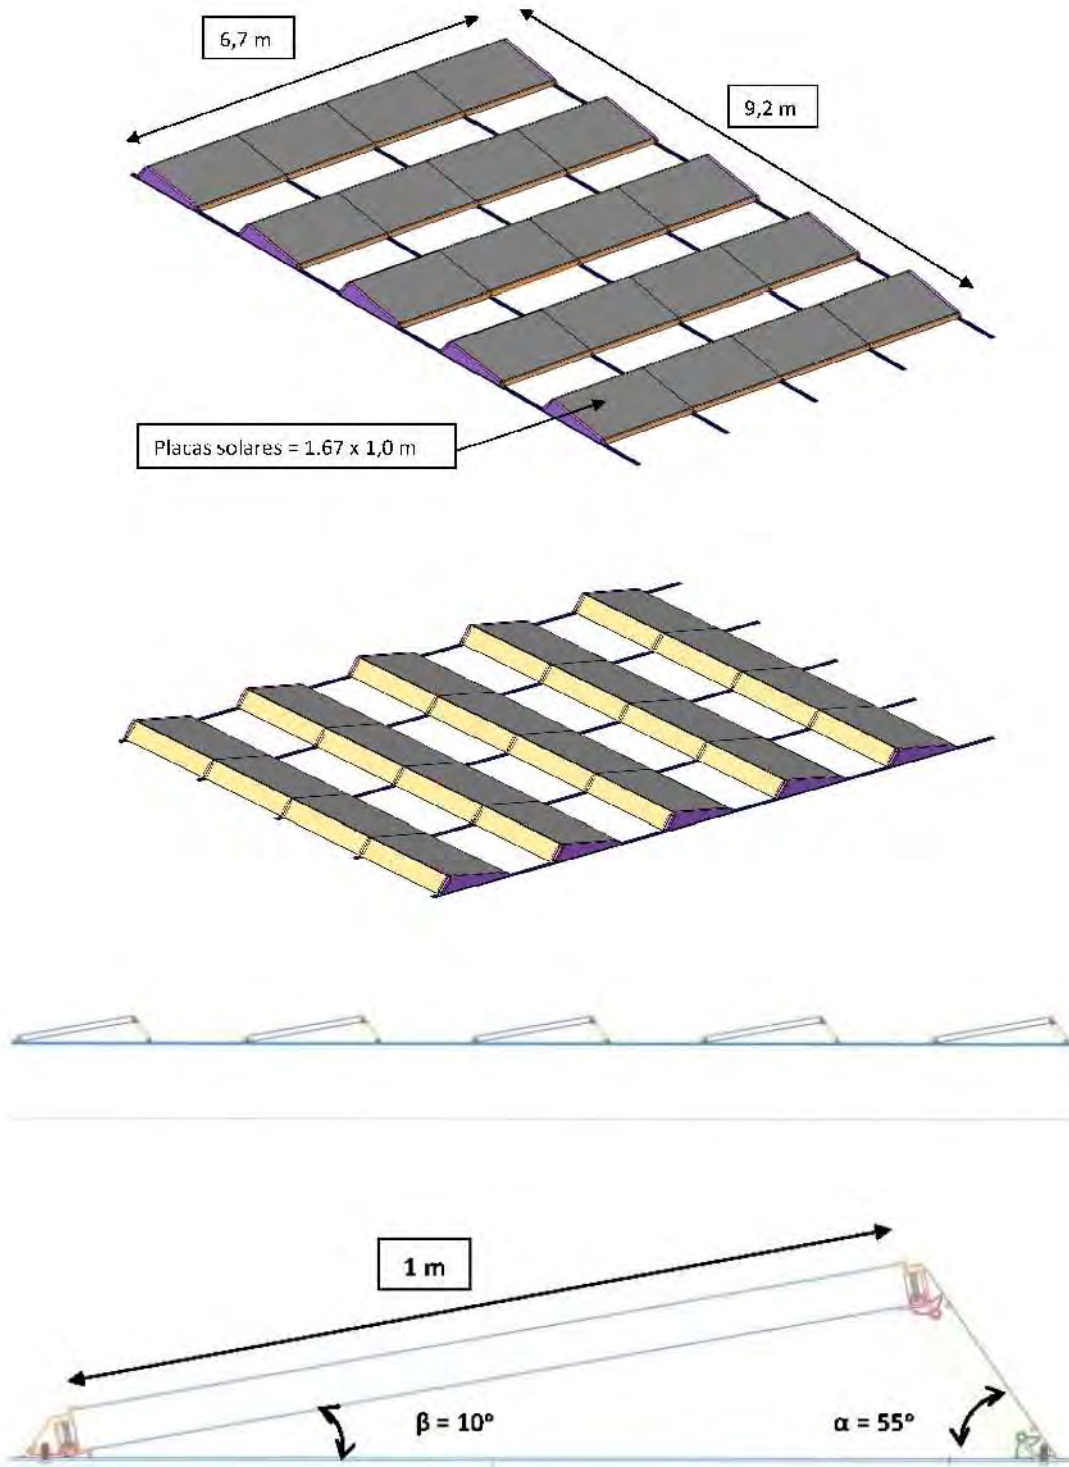 6,7 m
9,2 m
Placas solares = 1.67 x 1,0 m
1 m
β = 10°
α = 55°